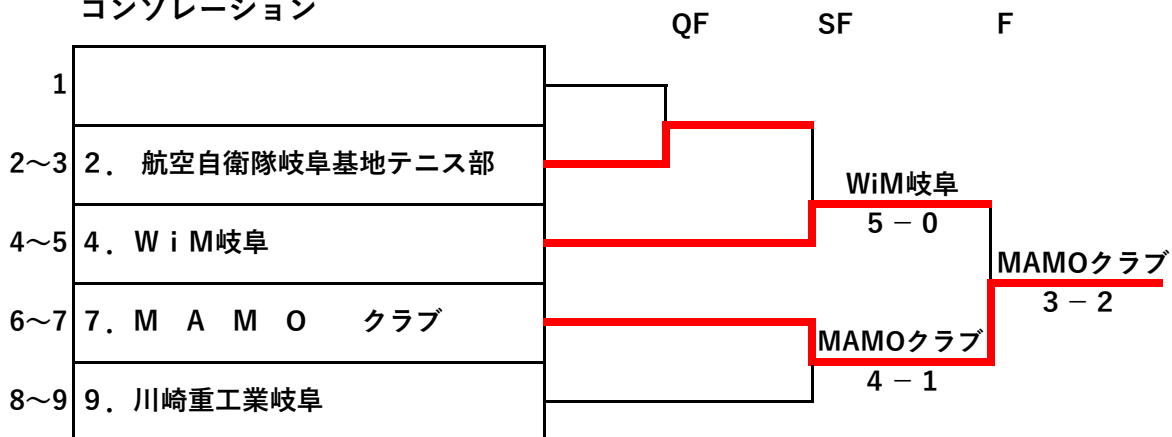 コンソレーション
QF SF F
1
2～3 2． 航空自衛隊岐阜基地テニス部
WiM岐阜
5 － 0
4～5 4．ＷｉＭ岐阜
MAMOクラブ
3 － 2
6～7 7．Ｍ　Ａ　Ｍ　Ｏ　　クラブ
MAMOクラブ
4 － 1
8～9 9．川崎重工業岐阜